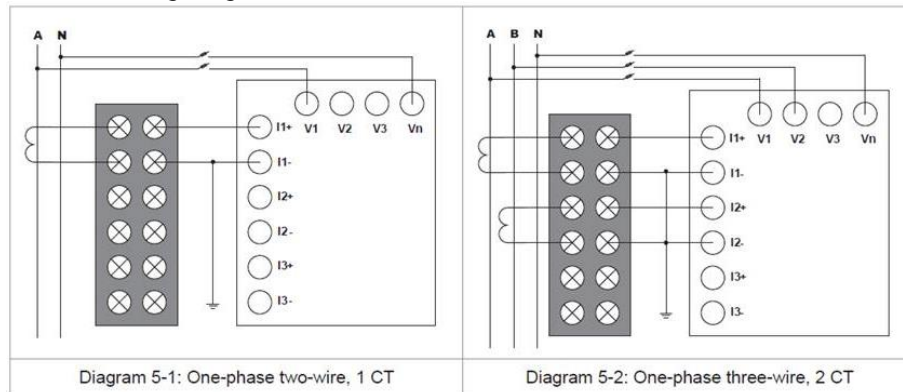 A N
I1+ V1 V2 V3 Vn
I1-
I2+
I2-
I3+
I3-
Diagram 5-1: One-phase two-wire, 1 CT
A B N
I1+ V1 V2 V3 Vn
I1-
I2+
I2-
I3+
I3-
Diagram 5-2: One-phase three-wire, 2 CT